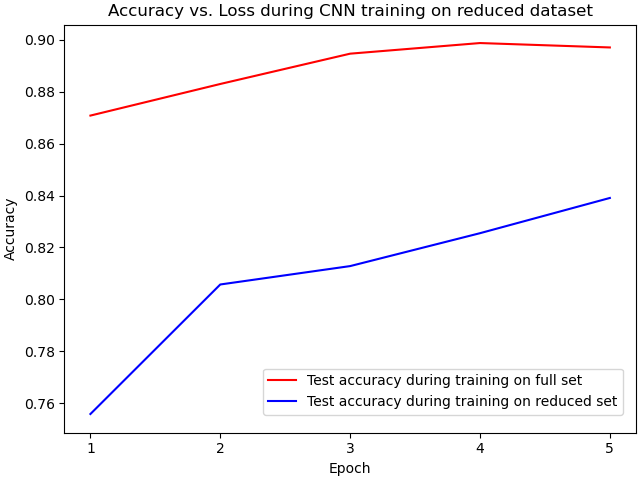 Accuracy vs. Loss during CNN training on reduced dataset
Accuracy
0.90
0.88
0.86
0.84
0.82
0.80
0.78
0.76
Test accuracy during training on full set
Test accuracy during training on reduced set
1 2 3 4 5
Epoch